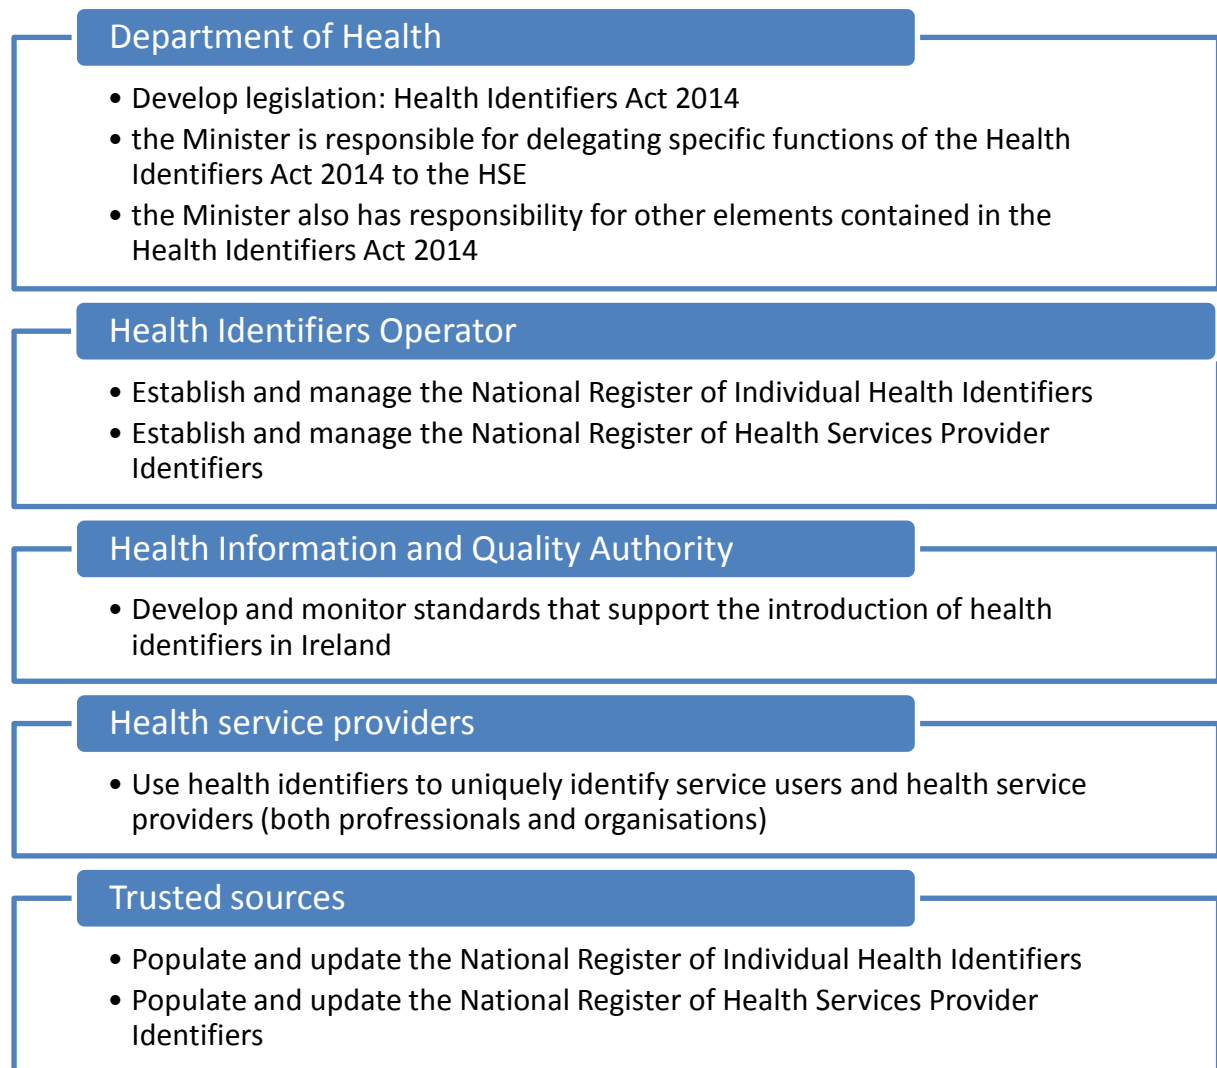 Department of Health
• Develop legislation: Health Identifiers Act 2014
• the Minister is responsible for delegating specific functions of the Health
Identifiers Act 2014 to the HSE
• the Minister also has responsibility for other elements contained in the
Health Identifiers Act 2014
Health Identifiers Operator
• Establish and manage the National Register of Individual Health Identifiers
• Establish and manage the National Register of Health Services Provider
Identifiers
Health Information and Quality Authority
• Develop and monitor standards that support the introduction of health
identifiers in Ireland
Health service providers
• Use health identifiers to uniquely identify service users and health service
providers (both profressionals and organisations)
Trusted sources
• Populate and update the National Register of Individual Health Identifiers
• Populate and update the National Register of Health Services Provider
Identifiers